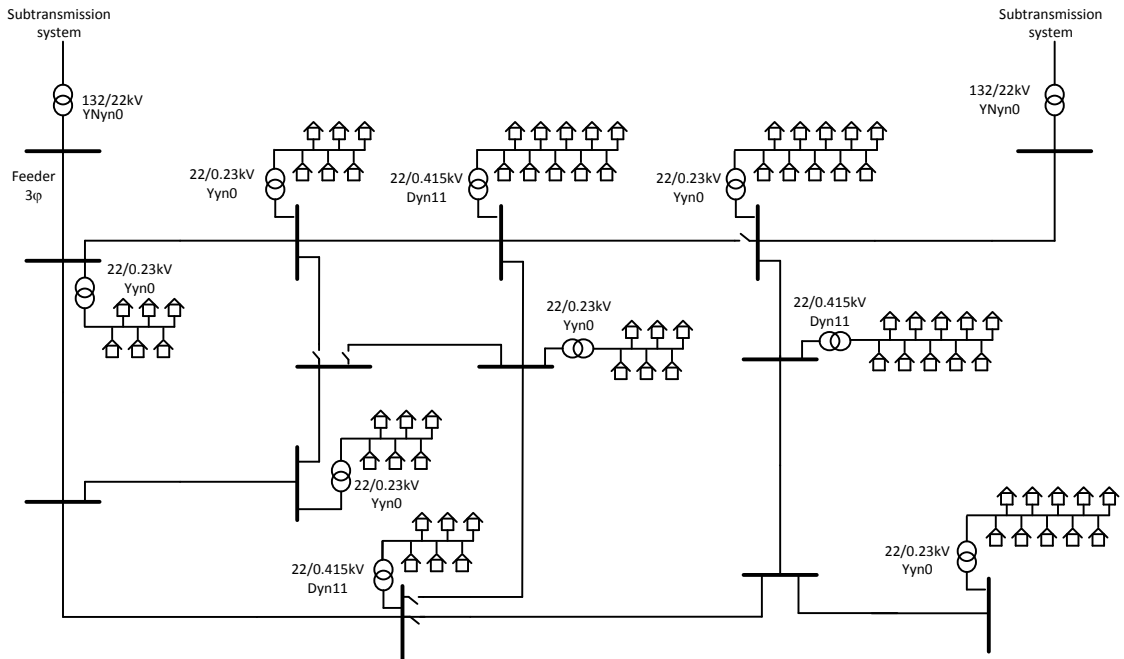 Subtransmission
system
Subtransmission
system
132/22kV
YNyn0
132/22kV
YNyn0
Feeder
3φ
22/0.23kV
Yyn0
22/0.415kV
Dyn11
22/0.23kV
Yyn0
22/0.23kV
Yyn0
22/0.23kV
Yyn0
22/0.415kV
Dyn11
22/0.23kV
Yyn0
22/0.415kV
Dyn11
22/0.23kV
Yyn0